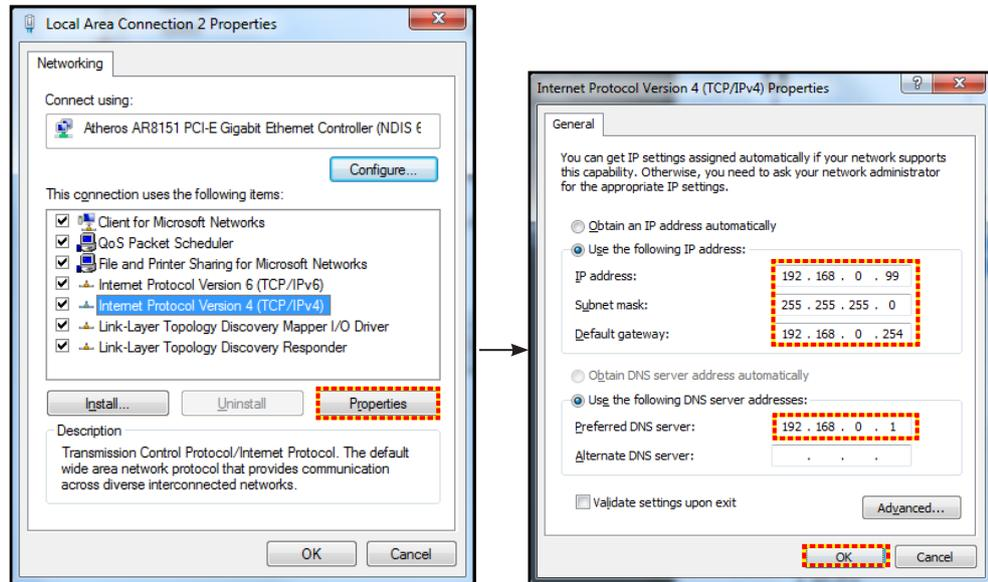 Local Area Connection 2 Properties
Networking
Connect using:
Atheros AR8151 PCI-E Gigabit Ethernet Controller (NDIS 6
Configure...
This connection uses the following items:
Client for Microsoft Networks
QoS Packet Scheduler
File and Printer Sharing for Microsoft Networks
Internet Protocol Version 6 (TCP/IPv6)
Internet Protocol Version 4 (TCP/IPv4)
Link-Layer Topology Discovery Mapper I/O Driver
Link-Layer Topology Discovery Responder
Install... Uninstall Properties
Description
Transmission Control Protocol/Internet Protocol. The default
wide area network protocol that provides communication
across diverse interconnected networks.
OK Cancel
Internet Protocol Version 4 (TCP/IPv4) Properties
General
You can get IP settings assigned automatically if your network supports
this capability. Otherwise, you need to ask your network administrator
for the appropriate IP settings.
Obtain an IP address automatically
Use the following IP address:
IP address: 192 . 168 . 0 . 99
Subnet mask: 255 . 255 . 255 . 0
Default gateway: 192 . 168 . 0 . 254
Obtain DNS server address automatically
Use the following DNS server addresses:
Preferred DNS server: 192 . 168 . 0 . 1
Alternate DNS server: . . .
Validate settings upon exit
Advanced...
OK Cancel